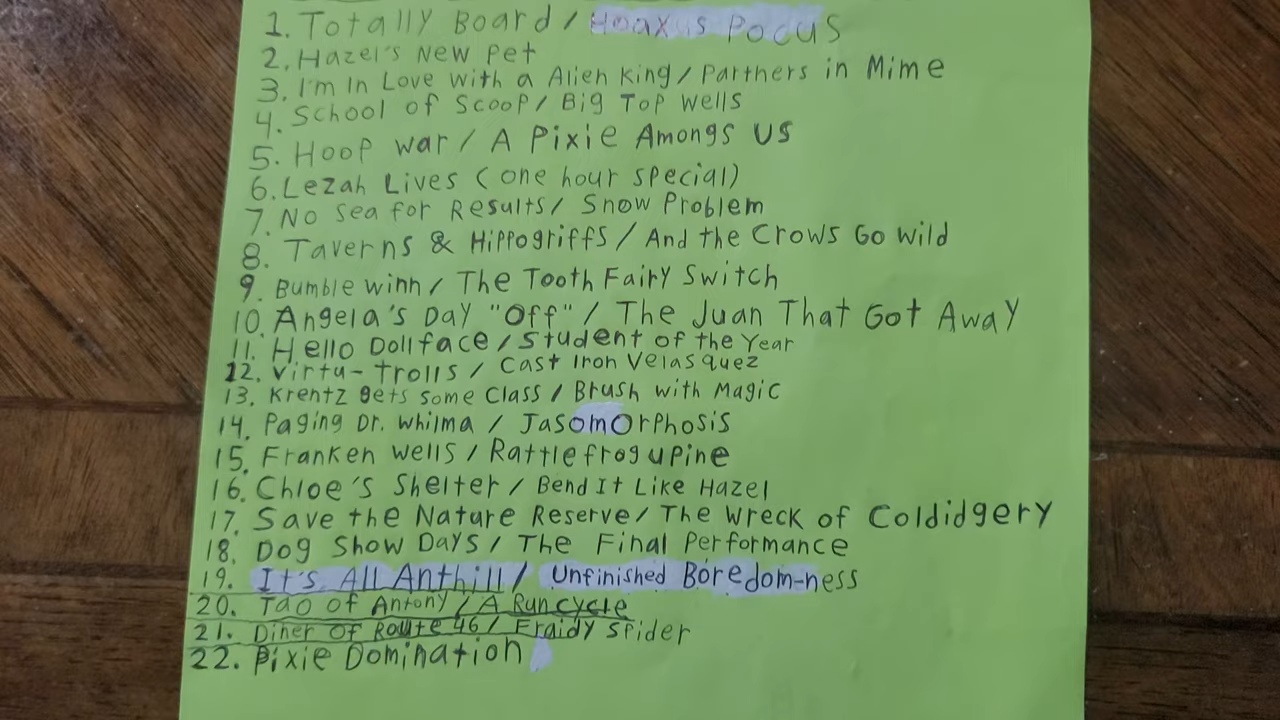 1. Totally Board / Hoax us Pocus
2. Hazel's New Pet
3. I'm In Love with a Alien King / Partners in Mime
4. School of Scoop / Big Top Wells
5. Hoop War / A Pixie Amongs Us
6. Lezah Lives (one hour special)
7. No Sea for Results / Snow Problem
8. Taverns & Hippogriffs / And the Crows Go Wild
9. Bumble winn / The Tooth Fairy Switch
10. Angela's Day "Off" / The Juan That Got Away
11. Hello Dollface / Student of the Year
12. Virtu-Trolls / Cast Iron Velasquez
13. Krentz gets some Class / Brush with Magic
14. Paging Dr. Whilma / Jasomorphosis
15. Franken Wells / Rattlefrogupine
16. Chloe's Shelter / Bend It Like Hazel
17. Save the Nature Reserve / The Wreck of Coldidgery
18. Dog Show Days / The Final Performance
19. It's All Anthill / Unfinished Boredom-ness
20. Tao of Antony / A Run cycle
21. Diner Of Route 46 / Fraidy Spider
22. Pixie Domination